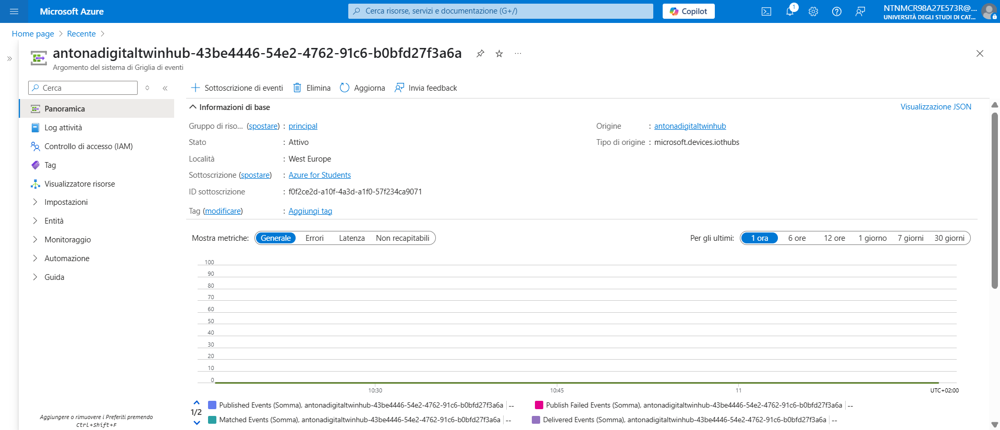 Microsoft Azure
Cerca risorse, servizi e documentazione (G+/)
Copilot
1
NTNMCR98A27E573R@...
UNIVERSITÀ DEGLI STUDI DI CAT...
Home page > Recente >
antonadigitaltwinhub-43be4446-54e2-4762-91c6-b0bfd27f3a6a
Argomento del sistema di Griglia di eventi
Cerca
Panoramica
Log attività
Controllo di accesso (IAM)
Tag
Visualizzatore risorse
Impostazioni
Entità
Monitoraggio
Automazione
Guida
Aggiungere o rimuovere i Preferiti premendo
Ctrl+Shift+F
Sottoscrizione di eventi Elimina Aggiorna Invia feedback
Informazioni di base
Visualizzazione JSON
Gruppo di riso... (spostare) : principal
Stato : Attivo
Località : West Europe
Sottoscrizione (spostare) : Azure for Students
ID sottoscrizione : f0f2ce2d-a10f-4a3d-a1f0-57f234ca9071
Tag (modificare) : Aggiungi tag
Origine : antonadigitaltwinhub
Tipo di origine : microsoft.devices.iothubs
Mostra metriche: Generale Errori Latenza Non recapitabili
Per gli ultimi: 1 ora 6 ore 12 ore 1 giorno 7 giorni 30 giorni
100
90
80
70
60
50
40
30
20
10
0
10:30 10:45 11 UTC+02:00
1/2
Published Events (Somma), antonadigitaltwinhub-43be4446-54e2-4762-91c6-b0bfd27f3a6a --
Publish Failed Events (Somma), antonadigitaltwinhub-43be4446-54e2-4762-91c6-b0bfd27f3a6a --
Matched Events (Somma), antonadigitaltwinhub-43be4446-54e2-4762-91c6-b0bfd27f3a6a --
Delivered Events (Somma), antonadigitaltwinhub-43be4446-54e2-4762-91c6-b0bfd27f3a6a --